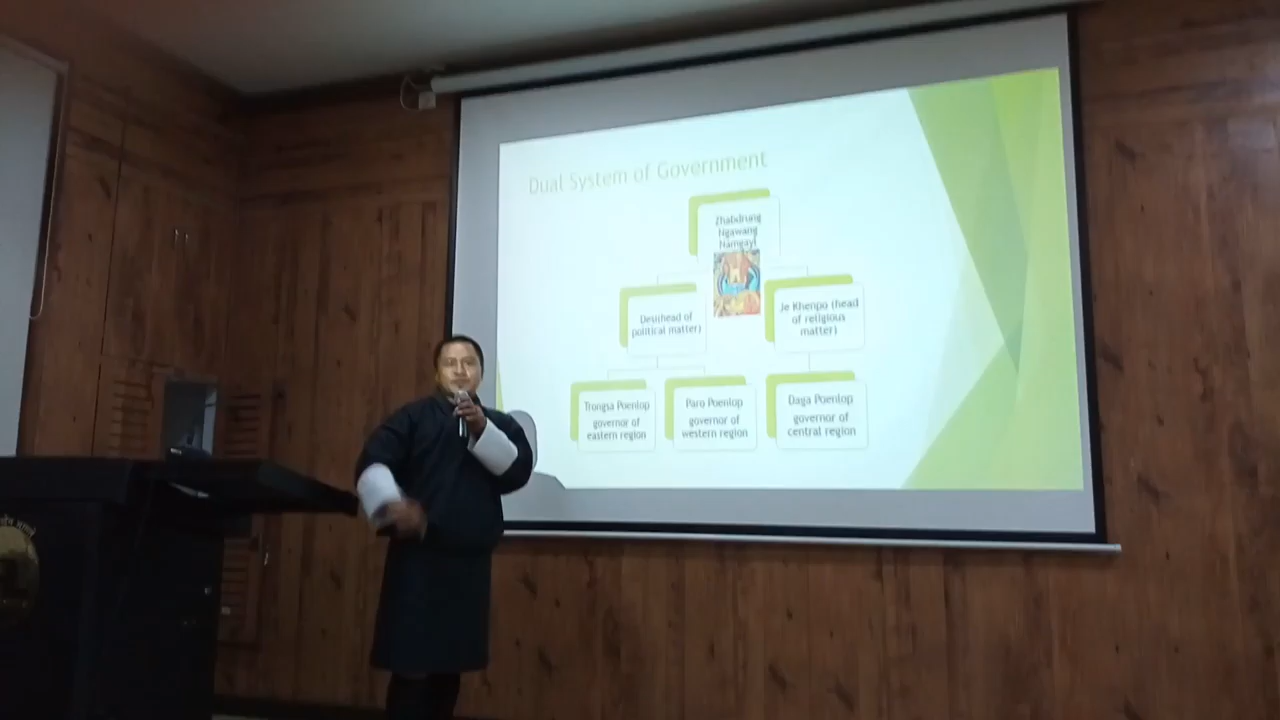 Dual System of Government
Zhabdrung
Ngawang
Namgayl
Desi(head of
political matter)
Je Khenpo (head
of religious
matter)
Trongsa Poenlop
governor of
eastern region
Paro Poenlop
governor of
western region
Daga Poenlop
governor of
central region